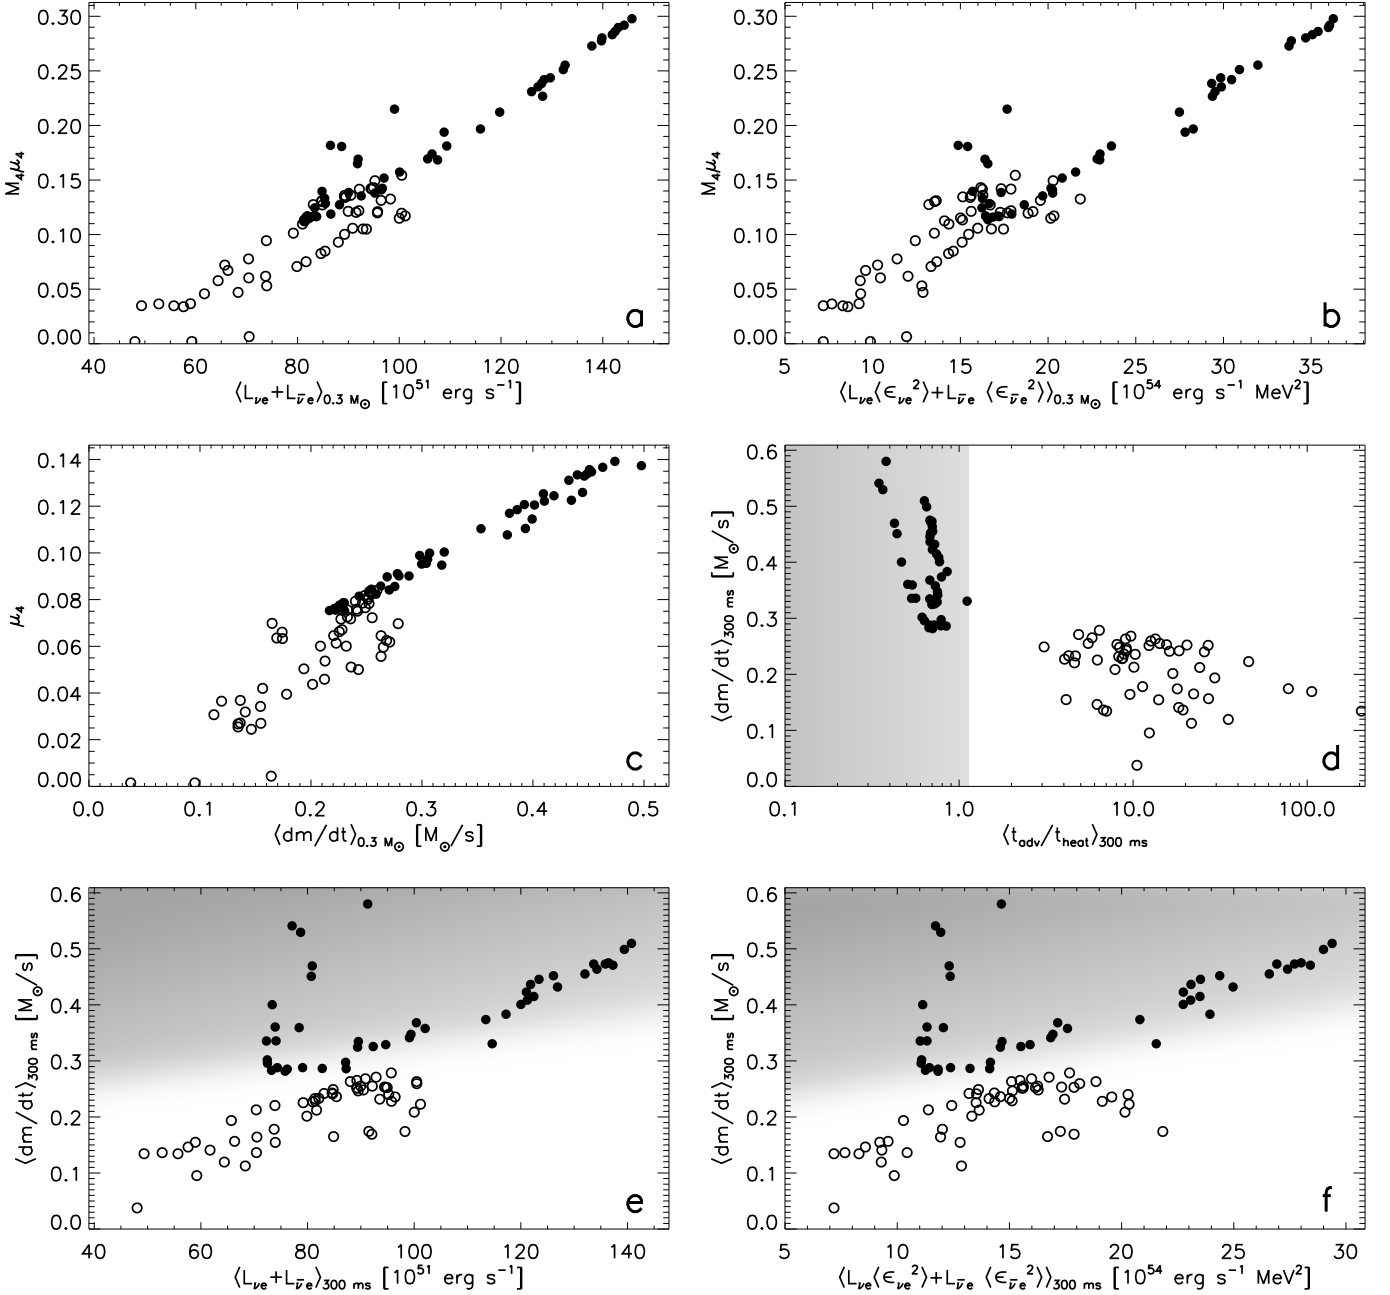 0.30
0.25
0.20
0.15
0.10
0.05
0.00
M₄μ₄
a
40 60 80 100 120 140
⟨L_νe+L_ν̄e⟩_0.3 M⊙ [10⁵¹ erg s⁻¹]
0.30
0.25
0.20
0.15
0.10
0.05
0.00
M₄μ₄
b
5 10 15 20 25 30 35
⟨L_νe⟨ϵ_νe²⟩+L_ν̄e ⟨ϵ_ν̄e²⟩⟩_0.3 M⊙ [10⁵⁴ erg s⁻¹ MeV²]
0.14
0.12
0.10
0.08
0.06
0.04
0.02
0.00
μ₄
c
0.0 0.1 0.2 0.3 0.4 0.5
⟨dm/dt⟩_0.3 M⊙ [M⊙/s]
0.6
0.5
0.4
0.3
0.2
0.1
0.0
⟨dm/dt⟩_300 ms [M⊙/s]
d
0.1 1.0 10.0 100.0
⟨t_adv/t_heat⟩_300 ms
0.6
0.5
0.4
0.3
0.2
0.1
0.0
⟨dm/dt⟩_300 ms [M⊙/s]
e
40 60 80 100 120 140
⟨L_νe+L_ν̄e⟩_300 ms [10⁵¹ erg s⁻¹]
0.6
0.5
0.4
0.3
0.2
0.1
0.0
⟨dm/dt⟩_300 ms [M⊙/s]
f
5 10 15 20 25 30
⟨L_νe⟨ϵ_νe²⟩+L_ν̄e ⟨ϵ_ν̄e²⟩⟩_300 ms [10⁵⁴ erg s⁻¹ MeV²]